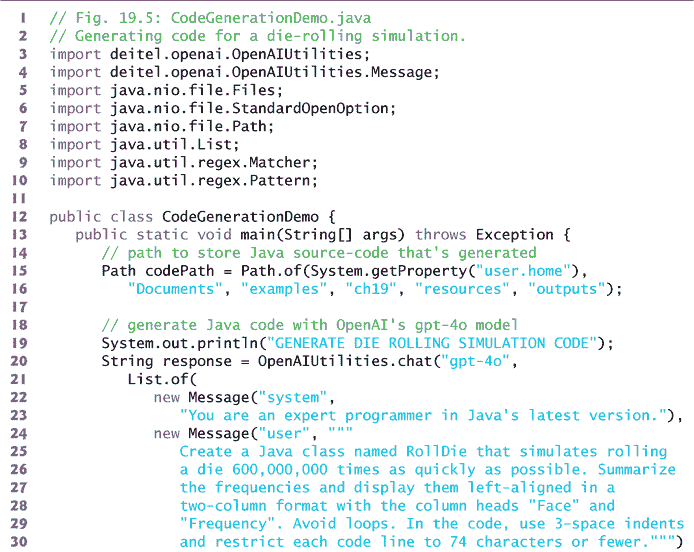 1 // Fig. 19.5: CodeGenerationDemo.java
2 // Generating code for a die-rolling simulation.
3 import deitel.openai.OpenAIUtilities;
4 import deitel.openai.OpenAIUtilities.Message;
5 import java.nio.file.Files;
6 import java.nio.file.StandardOpenOption;
7 import java.nio.file.Path;
8 import java.util.List;
9 import java.util.regex.Matcher;
10 import java.util.regex.Pattern;
11
12 public class CodeGenerationDemo {
13    public static void main(String[] args) throws Exception {
14       // path to store Java source-code that's generated
15       Path codePath = Path.of(System.getProperty("user.home"),
16          "Documents", "examples", "ch19", "resources", "outputs");
17
18       // generate Java code with OpenAI's gpt-4o model
19       System.out.println("GENERATE DIE ROLLING SIMULATION CODE");
20       String response = OpenAIUtilities.chat("gpt-4o",
21          List.of(
22             new Message("system",
23                "You are an expert programmer in Java's latest version."),
24             new Message("user", """
25                Create a Java class named RollDie that simulates rolling
26                a die 600,000,000 times as quickly as possible. Summarize
27                the frequencies and display them left-aligned in a
28                two-column format with the column heads "Face" and
29                "Frequency". Avoid loops. In the code, use 3-space indents
30                and restrict each code line to 74 characters or fewer.""")